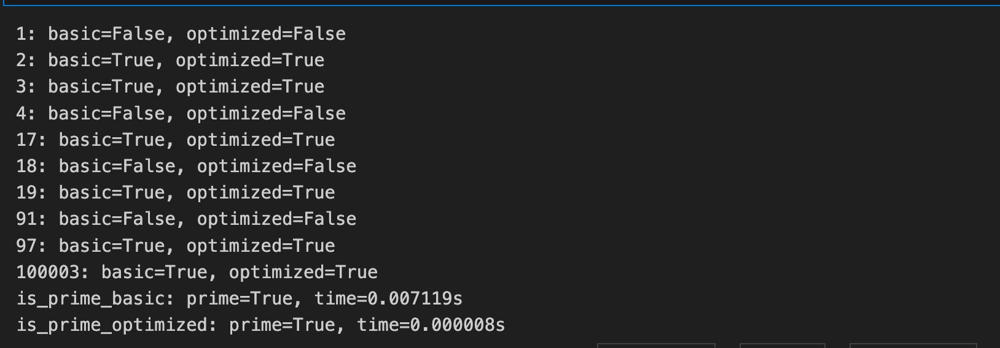 1: basic=False, optimized=False
2: basic=True, optimized=True
3: basic=True, optimized=True
4: basic=False, optimized=False
17: basic=True, optimized=True
18: basic=False, optimized=False
19: basic=True, optimized=True
91: basic=False, optimized=False
97: basic=True, optimized=True
100003: basic=True, optimized=True
is_prime_basic: prime=True, time=0.007119s
is_prime_optimized: prime=True, time=0.000008s